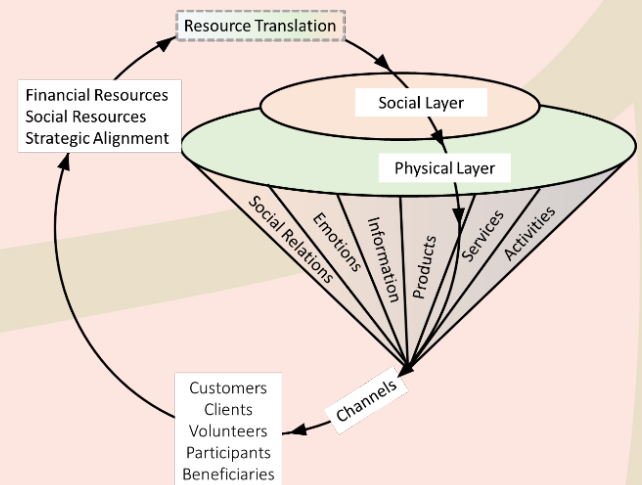 Resource Translation
Financial Resources
Social Resources
Strategic Alignment
Social Layer
Physical Layer
Social Relations
Emotions
Information
Products
Services
Activities
Channels
Customers
Clients
Volunteers
Participants
Beneficiaries